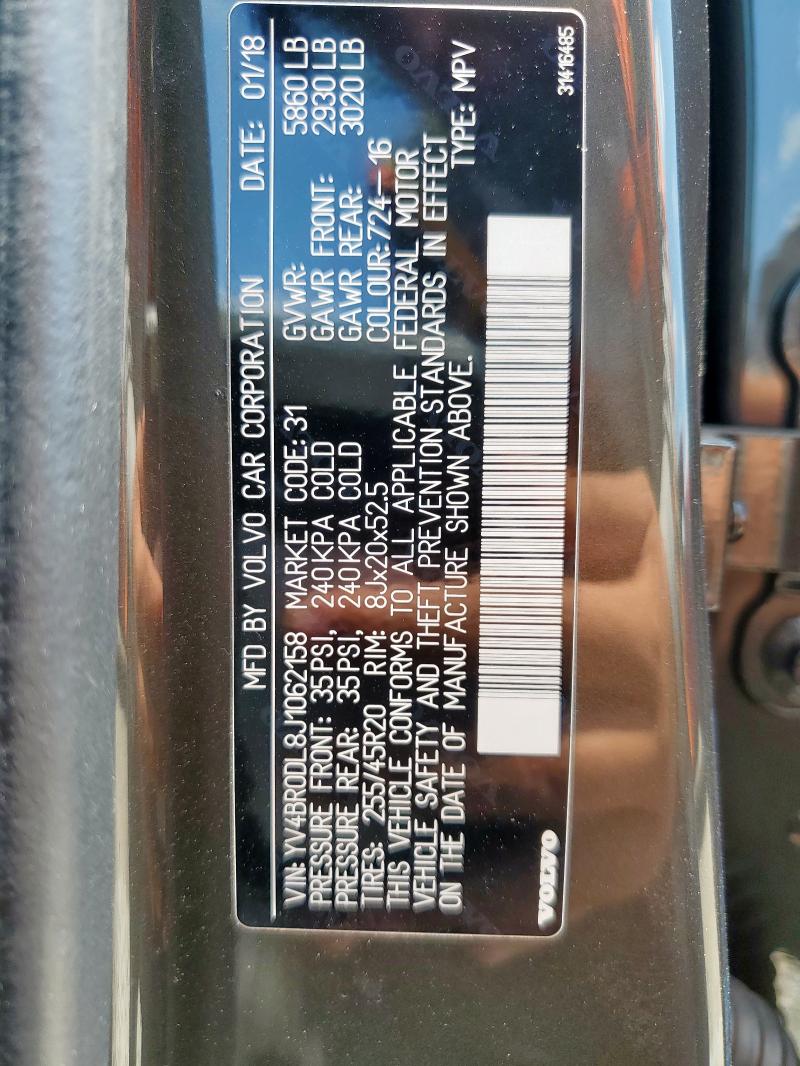 MFD BY VOLVO CAR CORPORATION DATE: 01/18
VIN: YV4BR0DL8J1062158 MARKET CODE: 31 GVWR: 5860 LB
PRESSURE FRONT: 35PSI, 240KPA COLD GAWR FRONT: 2930 LB
PRESSURE REAR: 35PSI, 240KPA COLD GAWR REAR: 3020 LB
TIRES: 255/45R20 RIM: 8Jx20x52.5 COLOUR: 724-16
THIS VEHICLE CONFORMS TO ALL APPLICABLE FEDERAL MOTOR
VEHICLE SAFETY AND THEFT PREVENTION STANDARDS IN EFFECT
ON THE DATE OF MANUFACTURE SHOWN ABOVE. TYPE: MPV
VOLVO 31416485